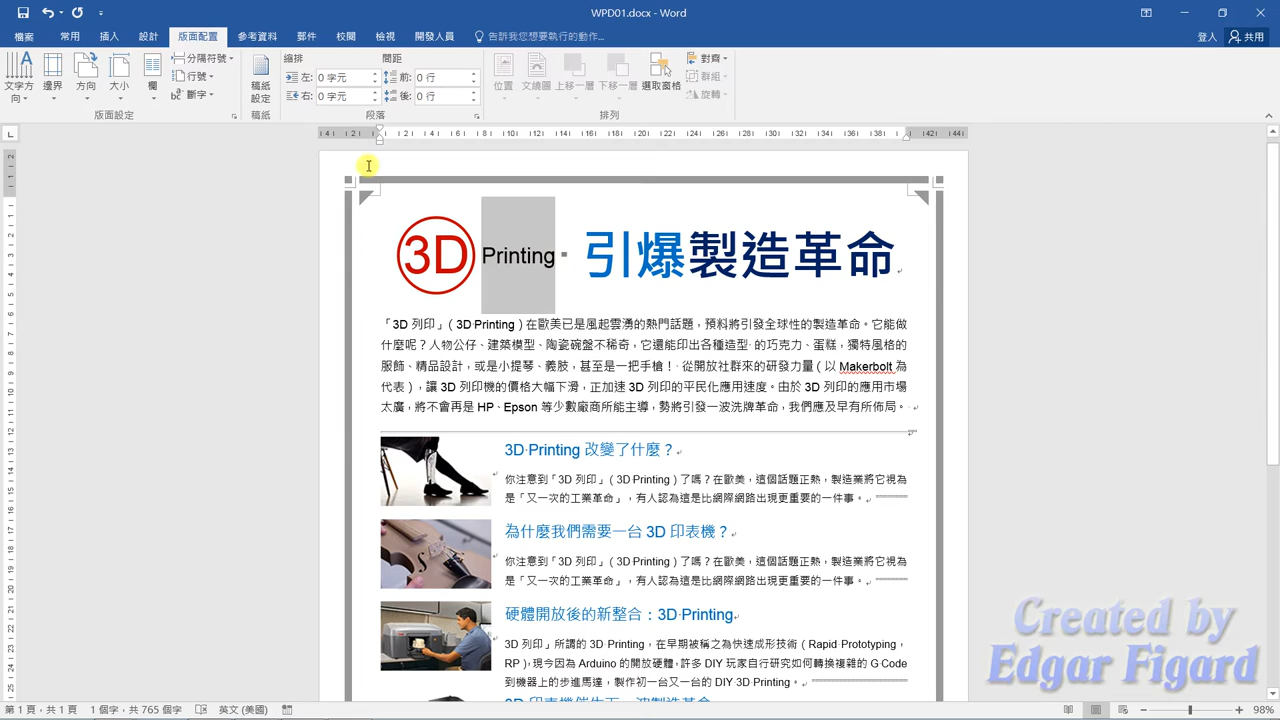 WPD01.docx - Word
檔案 常用 插入 設計 版面配置 參考資料 郵件 校閱 檢視 開發人員 告訴我您想要執行的動作... 登入 共用
文字方向 邊界 方向 大小 欄 分隔符號 行號 斷字
稿紙設定
縮排 間距
左: 0 字元 前: 0 行
右: 0 字元 後: 0 行
位置 文繞圖 上移一層 下移一層 選取窗格 對齊 群組 旋轉
版面設定 稿紙 段落 排列
3D Printing 引爆製造革命
「3D 列印」(3D Printing)在歐美已是風起雲湧的熱門話題，預料將引發全球性的製造革命。它能做
什麼呢？人物公仔、建築模型、陶瓷碗盤不稀奇，它還能印出各種造型 的巧克力、蛋糕，獨特風格的
服飾、精品設計，或是小提琴、義肢，甚至是一把手槍！ 從開放社群來的研發力量(以 Makerbolt 為
代表)，讓 3D 列印機的價格大幅下滑，正加速 3D 列印的平民化應用速度。由於 3D 列印的應用市場
太廣，將不會再是 HP、Epson 等少數廠商所能主導，勢將引發一波洗牌革命，我們應及早有所佈局。
3D Printing 改變了什麼？
你注意到「3D 列印」(3D Printing)了嗎？在歐美，這個話題正熱，製造業將它視為
是「又一次的工業革命」，有人認為這是比網際網路出現更重要的一件事。
為什麼我們需要一台 3D 印表機？
你注意到「3D 列印」(3D Printing)了嗎？在歐美，這個話題正熱，製造業將它視為
是「又一次的工業革命」，有人認為這是比網際網路出現更重要的一件事。
硬體開放後的新整合：3D Printing
3D 列印」所謂的 3D Printing，在早期被稱之為快速成形技術(Rapid Prototyping，
RP)，現今因為 Arduino 的開放硬體，許多 DIY 玩家自行研究如何轉換複雜的 G Code
到機器上的步進馬達，製作初一台又一台的 DIY 3D Printing。
Created by
Edgar Figard
第 1 頁，共 1 頁 1 個字，共 765 個字 英文 (美國) 98%